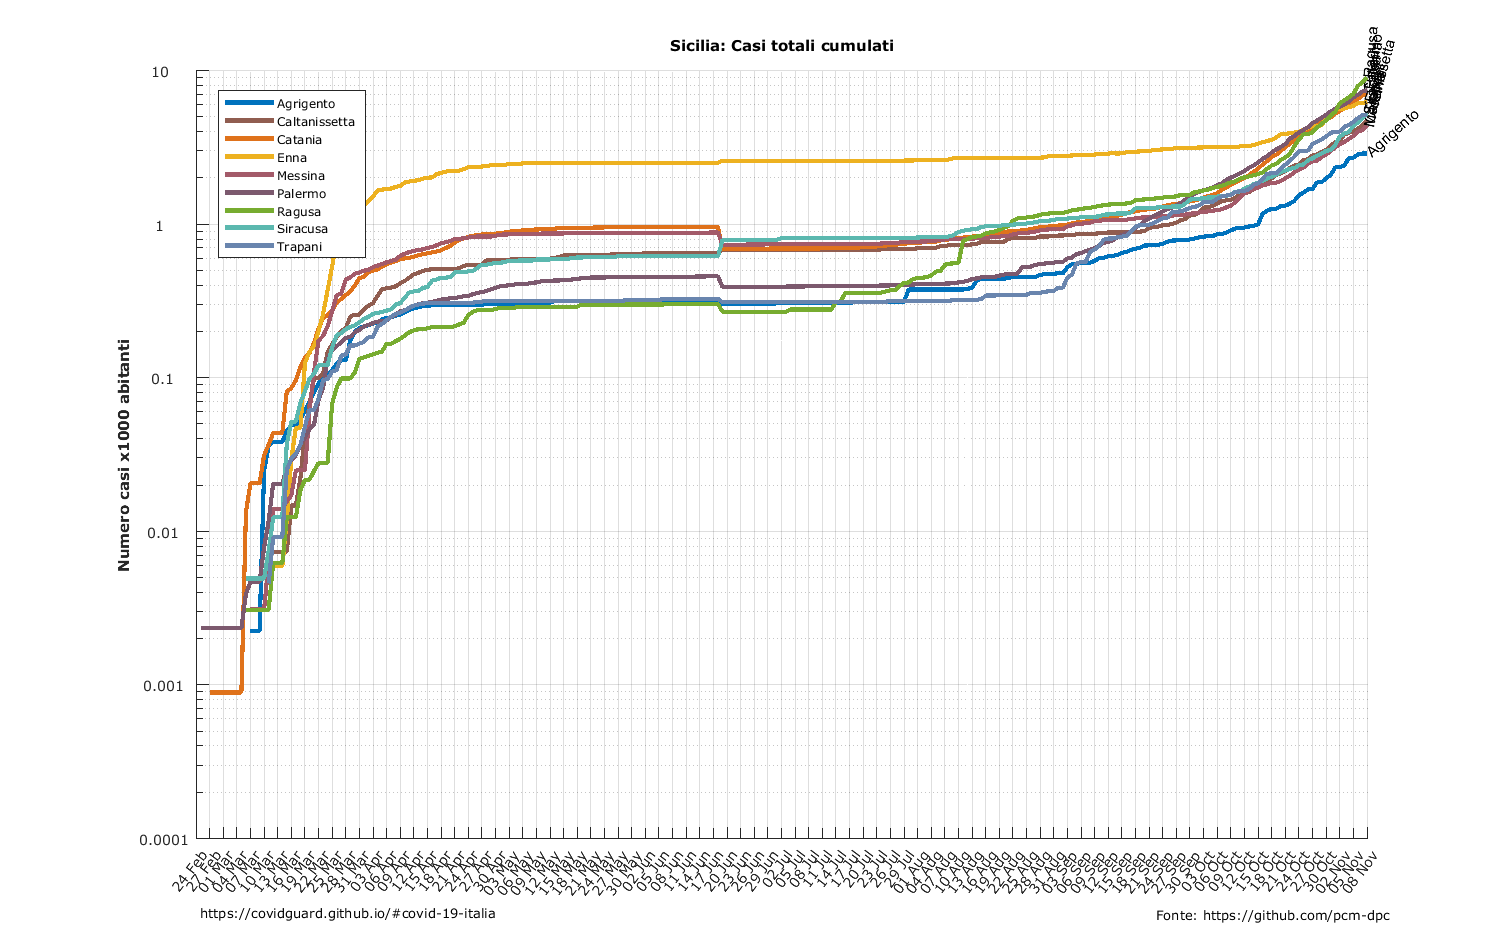 Sicilia: Casi totali cumulati
Numero casi x1000 abitanti
10
1
0.1
0.01
0.001
0.0001
Agrigento
Caltanissetta
Catania
Enna
Messina
Palermo
Ragusa
Siracusa
Trapani
Ragusa
Agrigento
24 Feb
27 Feb
01 Mar
04 Mar
07 Mar
10 Mar
13 Mar
16 Mar
19 Mar
22 Mar
25 Mar
28 Mar
31 Mar
03 Apr
06 Apr
09 Apr
12 Apr
15 Apr
18 Apr
21 Apr
24 Apr
27 Apr
30 Apr
03 May
06 May
09 May
12 May
15 May
18 May
21 May
24 May
27 May
30 May
02 Jun
05 Jun
08 Jun
11 Jun
14 Jun
17 Jun
20 Jun
23 Jun
26 Jun
29 Jun
02 Jul
05 Jul
08 Jul
11 Jul
14 Jul
17 Jul
20 Jul
23 Jul
26 Jul
29 Jul
01 Aug
04 Aug
07 Aug
10 Aug
13 Aug
16 Aug
19 Aug
22 Aug
25 Aug
28 Aug
31 Aug
03 Sep
06 Sep
09 Sep
12 Sep
15 Sep
18 Sep
21 Sep
24 Sep
27 Sep
30 Sep
03 Oct
06 Oct
09 Oct
12 Oct
15 Oct
18 Oct
21 Oct
24 Oct
27 Oct
30 Oct
02 Nov
05 Nov
08 Nov
https://covidguard.github.io/#covid-19-italia
Fonte: https://github.com/pcm-dpc